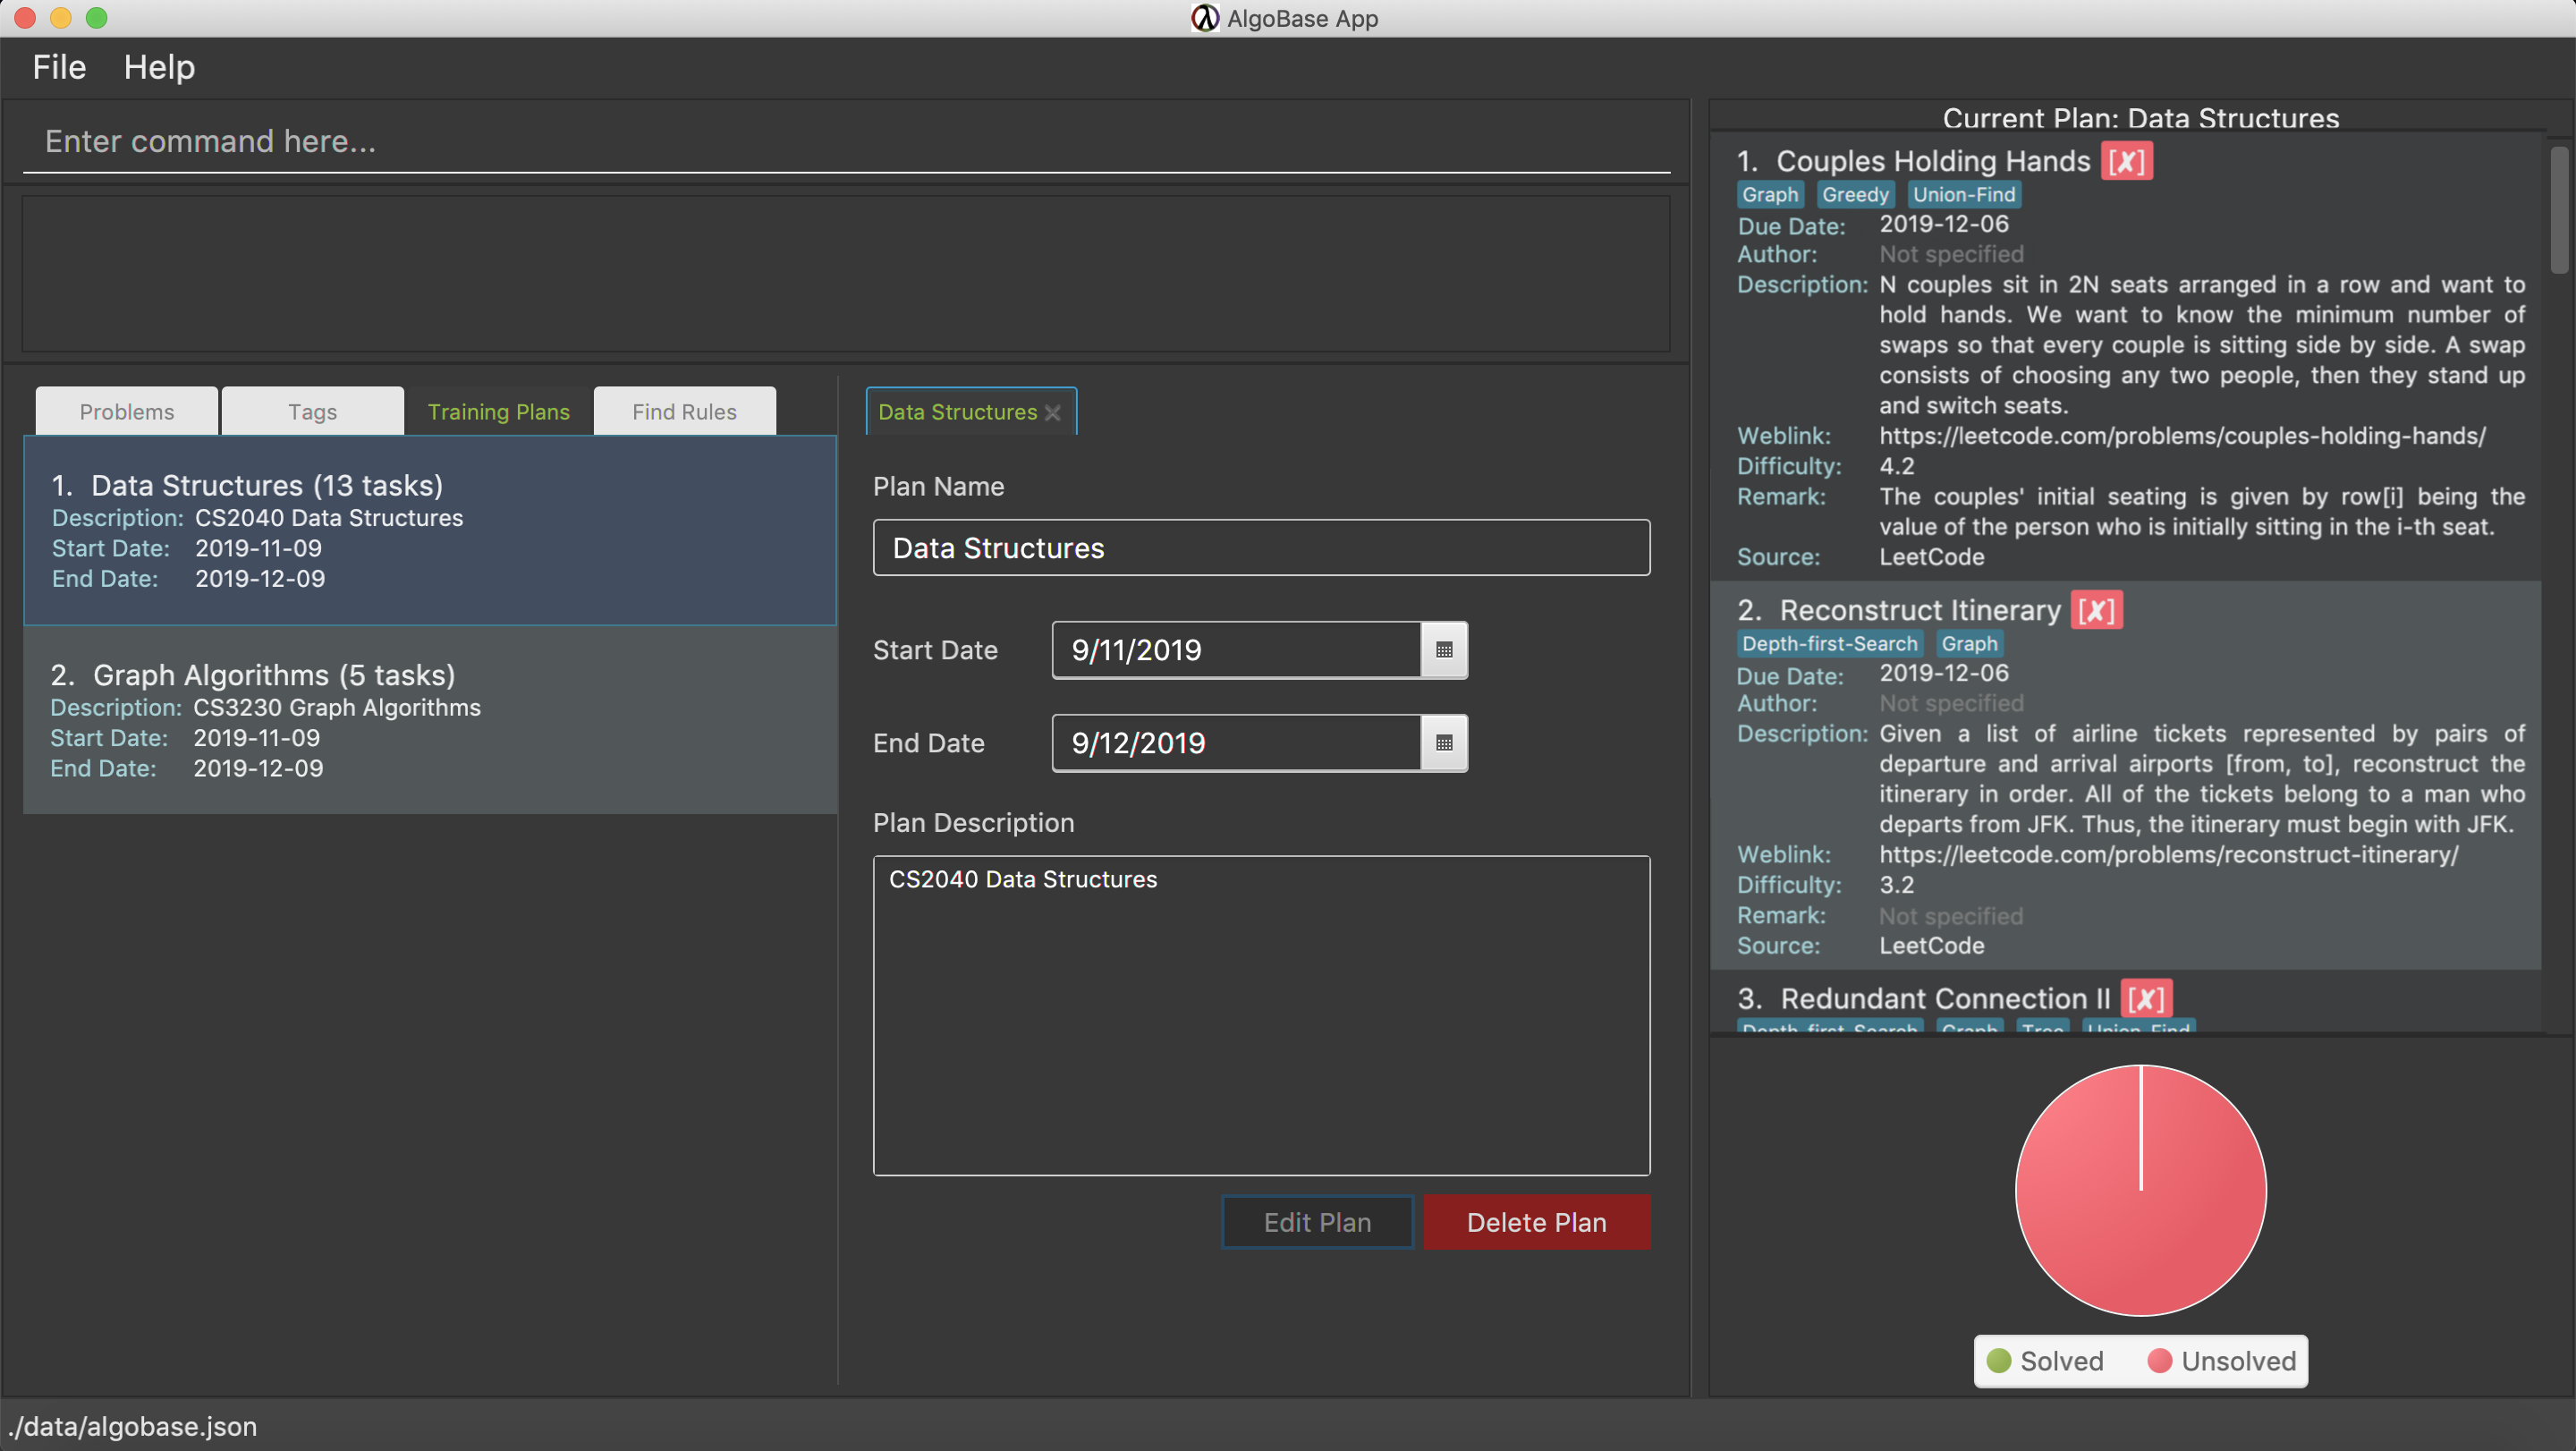 AlgoBase App
File Help
Enter command here...
Problems Tags Training Plans Find Rules
1. Data Structures (13 tasks)
Description: CS2040 Data Structures
Start Date: 2019-11-09
End Date: 2019-12-09
2. Graph Algorithms (5 tasks)
Description: CS3230 Graph Algorithms
Start Date: 2019-11-09
End Date: 2019-12-09
Data Structures
Plan Name
Data Structures
Start Date 9/11/2019
End Date 9/12/2019
Plan Description
CS2040 Data Structures
Edit Plan Delete Plan
Current Plan: Data Structures
1. Couples Holding Hands [✗]
Graph Greedy Union-Find
Due Date: 2019-12-06
Author: Not specified
Description: N couples sit in 2N seats arranged in a row and want to
hold hands. We want to know the minimum number of
swaps so that every couple is sitting side by side. A swap
consists of choosing any two people, then they stand up
and switch seats.
Weblink: https://leetcode.com/problems/couples-holding-hands/
Difficulty: 4.2
Remark: The couples' initial seating is given by row[i] being the
value of the person who is initially sitting in the i-th seat.
Source: LeetCode
2. Reconstruct Itinerary [✗]
Depth-first-Search Graph
Due Date: 2019-12-06
Author: Not specified
Description: Given a list of airline tickets represented by pairs of
departure and arrival airports [from, to], reconstruct the
itinerary in order. All of the tickets belong to a man who
departs from JFK. Thus, the itinerary must begin with JFK.
Weblink: https://leetcode.com/problems/reconstruct-itinerary/
Difficulty: 3.2
Remark: Not specified
Source: LeetCode
3. Redundant Connection II [✗]
Depth-first-Search Graph Tree Union-Find
Solved Unsolved
./data/algobase.json